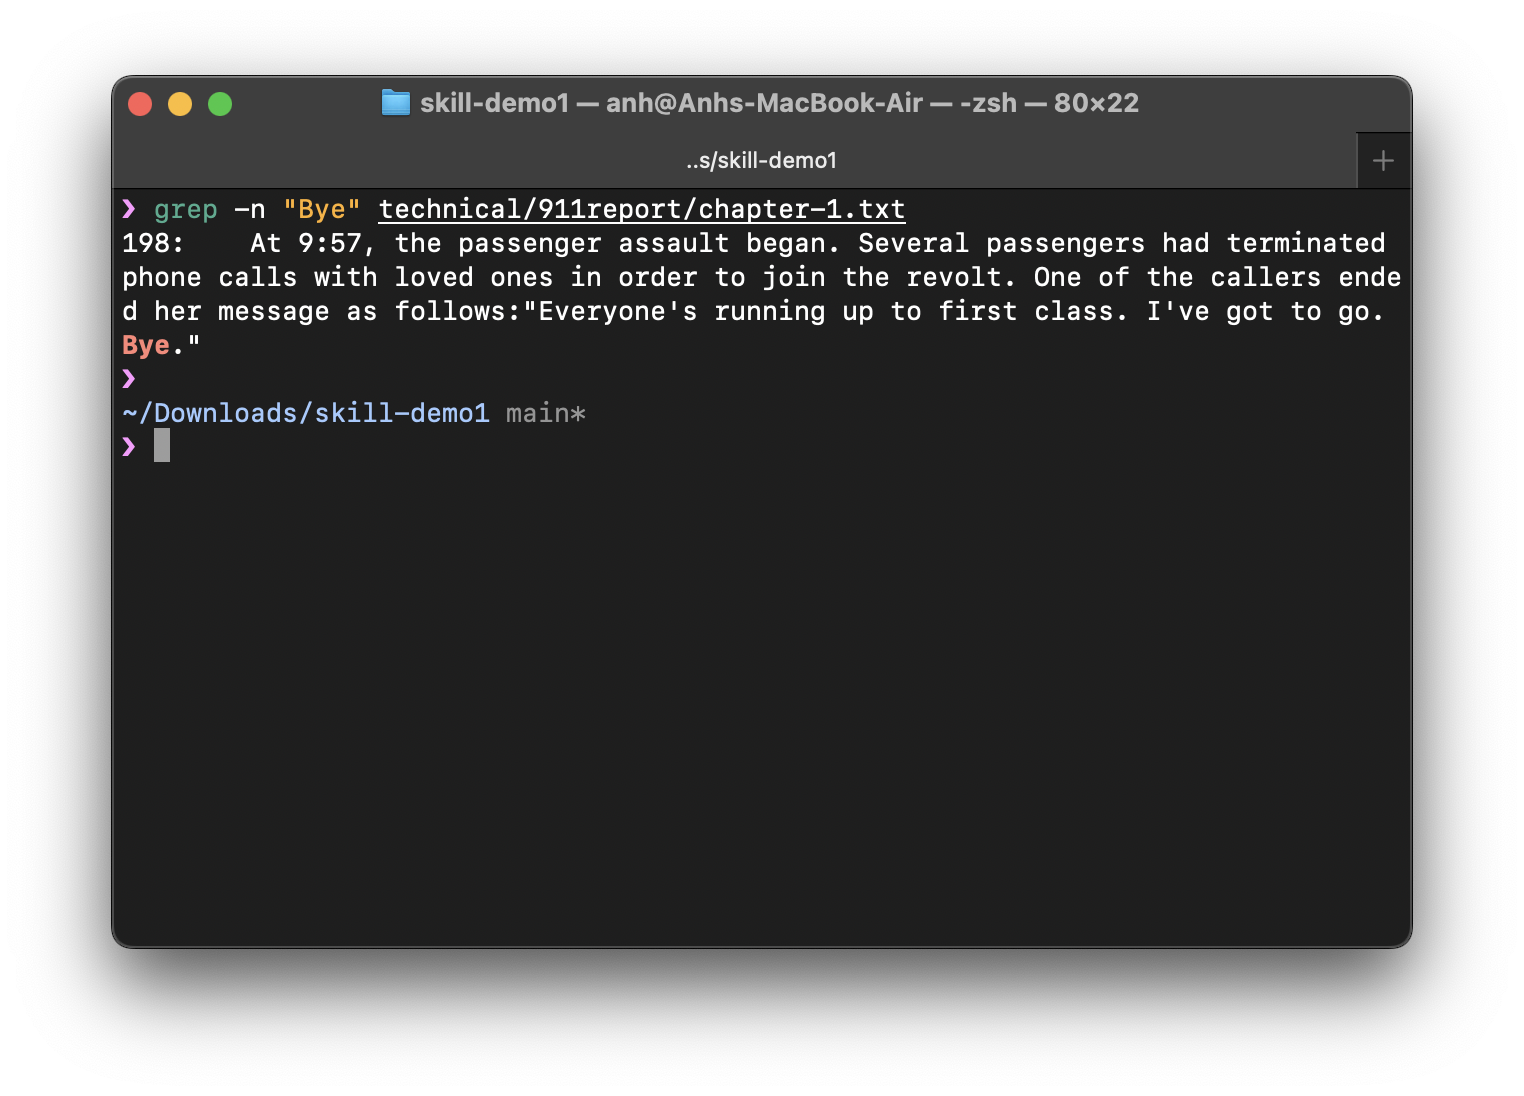 skill-demo1 — anh@Anhs-MacBook-Air — -zsh — 80×22
..s/skill-demo1
+
❯ grep -n "Bye" technical/911report/chapter-1.txt
198:    At 9:57, the passenger assault began. Several passengers had terminated
phone calls with loved ones in order to join the revolt. One of the callers ende
d her message as follows:"Everyone's running up to first class. I've got to go.
Bye."
❯
~/Downloads/skill-demo1 main*
❯